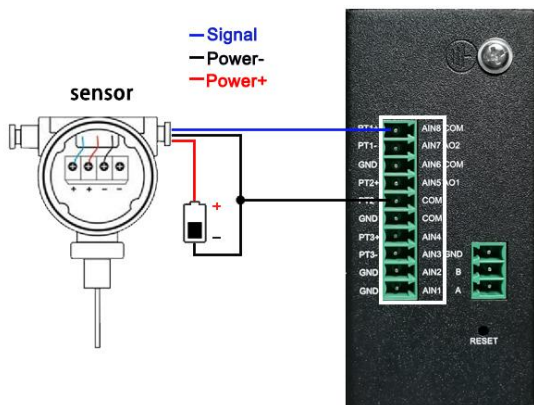 Signal
Power-
Power+
sensor
+ + - -
+
-
PT1+ AIN8 COM
PT1- AIN7 AO2
GND AIN6 COM
PT2+ AIN5 AO1
PT2- COM
GND COM
PT3+ AIN4
PT3- AIN3 GND
GND AIN2 B
GND AIN1 A
RESET